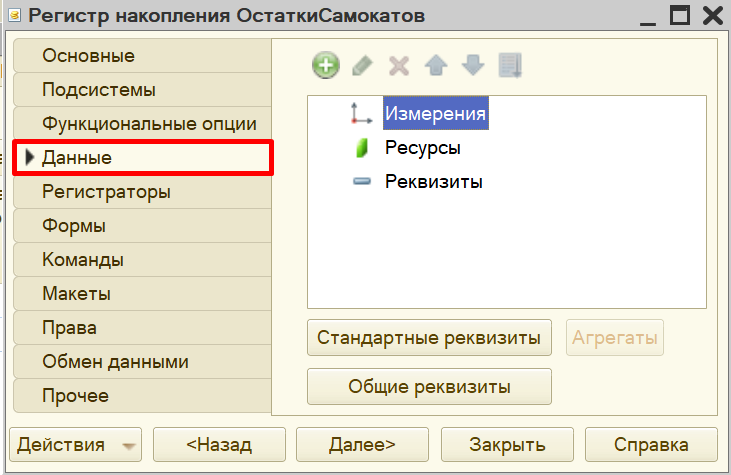 Регистр накопления ОстаткиСамокатов
Основные
Подсистемы
Функциональные опции
Данные
Регистраторы
Формы
Команды
Макеты
Права
Обмен данными
Прочее
Измерения
Ресурсы
Реквизиты
Стандартные реквизиты
Агрегаты
Общие реквизиты
Действия
<Назад
Далее>
Закрыть
Справка